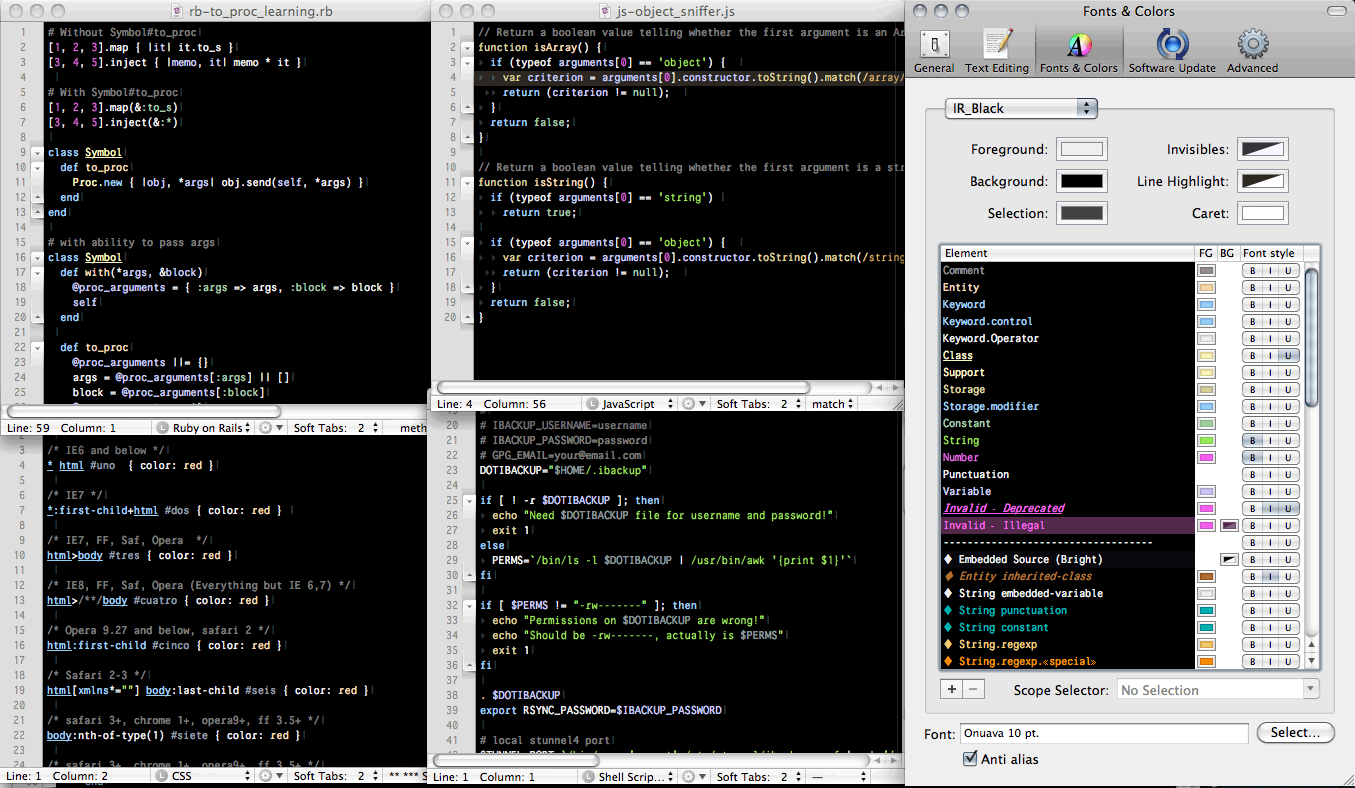 rb-to_proc_learning.rb
1 # Without Symbol#to_proc
2 [1, 2, 3].map { |it| it.to_s }
3 [3, 4, 5].inject { |memo, it| memo * it }
4
5 # With Symbol#to_proc
6 [1, 2, 3].map(&:to_s)
7 [3, 4, 5].inject(&:*)
8
9 class Symbol
10 def to_proc
11 Proc.new { |obj, *args| obj.send(self, *args) }
12 end
13 end
14
15 # with ability to pass args
16 class Symbol
17 def with(*args, &block)
18 @proc_arguments = { :args => args, :block => block }
19 self
20 end
21
22 def to_proc
23 @proc_arguments ||= {}
24 args = @proc_arguments[:args] || []
25 block = @proc_arguments[:block]
Line: 59 Column: 1 Ruby on Rails Soft Tabs: 2 meth
3 /* IE6 and below */
4 * html #uno { color: red }
5
6 /* IE7 */
7 *:first-child+html #dos { color: red }
8
9 /* IE7, FF, Saf, Opera */
10 html>body #tres { color: red }
11
12 /* IE8, FF, Saf, Opera (Everything but IE 6,7) */
13 html>/**/body #cuatro { color: red }
14
15 /* Opera 9.27 and below, safari 2 */
16 html:first-child #cinco { color: red }
17
18 /* Safari 2-3 */
19 html[xmlns*=""] body:last-child #seis { color: red }
20
21 /* safari 3+, chrome 1+, opera9+, ff 3.5+ */
22 body:nth-of-type(1) #siete { color: red }
23
24 /* safari 3+, chrome 1+, opera9+, ff 3.5+ */
Line: 1 Column: 2 CSS Soft Tabs: 2 ** *** S
js-object_sniffer.js
1 // Return a boolean value telling whether the first argument is an Ar
2 function isArray() {
3 if (typeof arguments[0] == 'object') {
4 var criterion = arguments[0].constructor.toString().match(/array/
5 return (criterion != null);
6 }
7 return false;
8 }
9
10 // Return a boolean value telling whether the first argument is a str
11 function isString() {
12 if (typeof arguments[0] == 'string')
13 return true;
14
15 if (typeof arguments[0] == 'object') {
16 var criterion = arguments[0].constructor.toString().match(/string
17 return (criterion != null);
18 }
19 return false;
20 }
Line: 4 Column: 56 JavaScript Soft Tabs: 2 match
20 # IBACKUP_USERNAME=username
21 # IBACKUP_PASSWORD=password
22 # GPG_EMAIL=your@email.com
23 DOTIBACKUP="$HOME/.ibackup"
24
25 if [ ! -r $DOTIBACKUP ]; then
26 echo "Need $DOTIBACKUP file for username and password!"
27 exit 1
28 else
29 PERMS=`/bin/ls -l $DOTIBACKUP | /usr/bin/awk '{print $1}'`
30 fi
31
32 if [ $PERMS != "-rw-------" ]; then
33 echo "Permissions on $DOTIBACKUP are wrong!"
34 echo "Should be -rw-------, actually is $PERMS"
35 exit 1
36 fi
37
38 . $DOTIBACKUP
39 export RSYNC_PASSWORD=$IBACKUP_PASSWORD
40
41 # local stunnel4 port
Line: 1 Column: 1 Shell Scrip... Soft Tabs: 2 —
Fonts & Colors
General Text Editing Fonts & Colors Software Update Advanced
IR_Black
Foreground: Invisibles:
Background: Line Highlight:
Selection: Caret:
Element FG BG Font style
Comment B I U
Entity B I U
Keyword B I U
Keyword.control B I U
Keyword.Operator B I U
Class B I U
Support B I U
Storage B I U
Storage.modifier B I U
Constant B I U
String B I U
Number B I U
Punctuation B I U
Variable B I U
Invalid - Deprecated B I U
Invalid - Illegal B I U
---------------------------------- B I U
♦ Embedded Source (Bright) B I U
♦ Entity inherited-class B I U
♦ String embedded-variable B I U
♦ String punctuation B I U
♦ String constant B I U
♦ String.regexp B I U
♦ String.regexp.«special» B I U
+ − Scope Selector: No Selection
Font: Onuava 10 pt. Select...
Anti alias